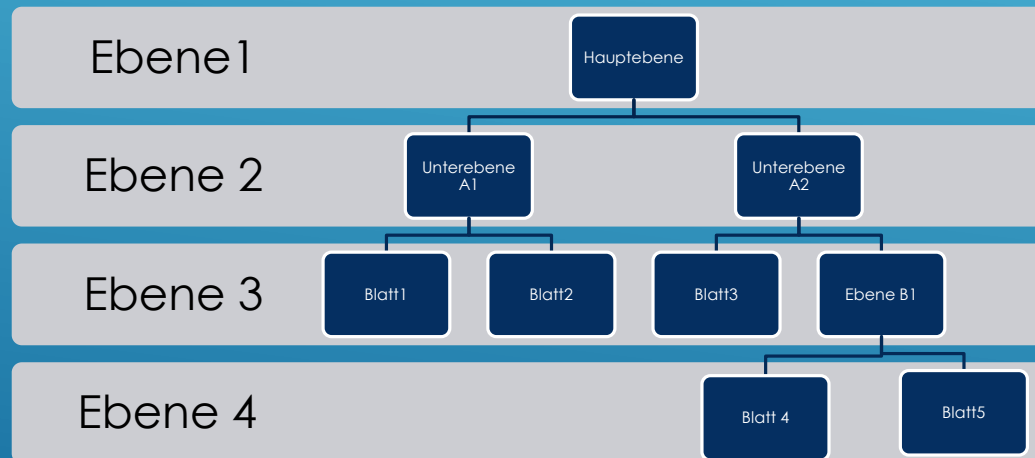 Ebene1
Hauptebene
Ebene 2
Unterebene
A1
Unterebene
A2
Ebene 3
Blatt1
Blatt2
Blatt3
Ebene B1
Ebene 4
Blatt 4
Blatt5